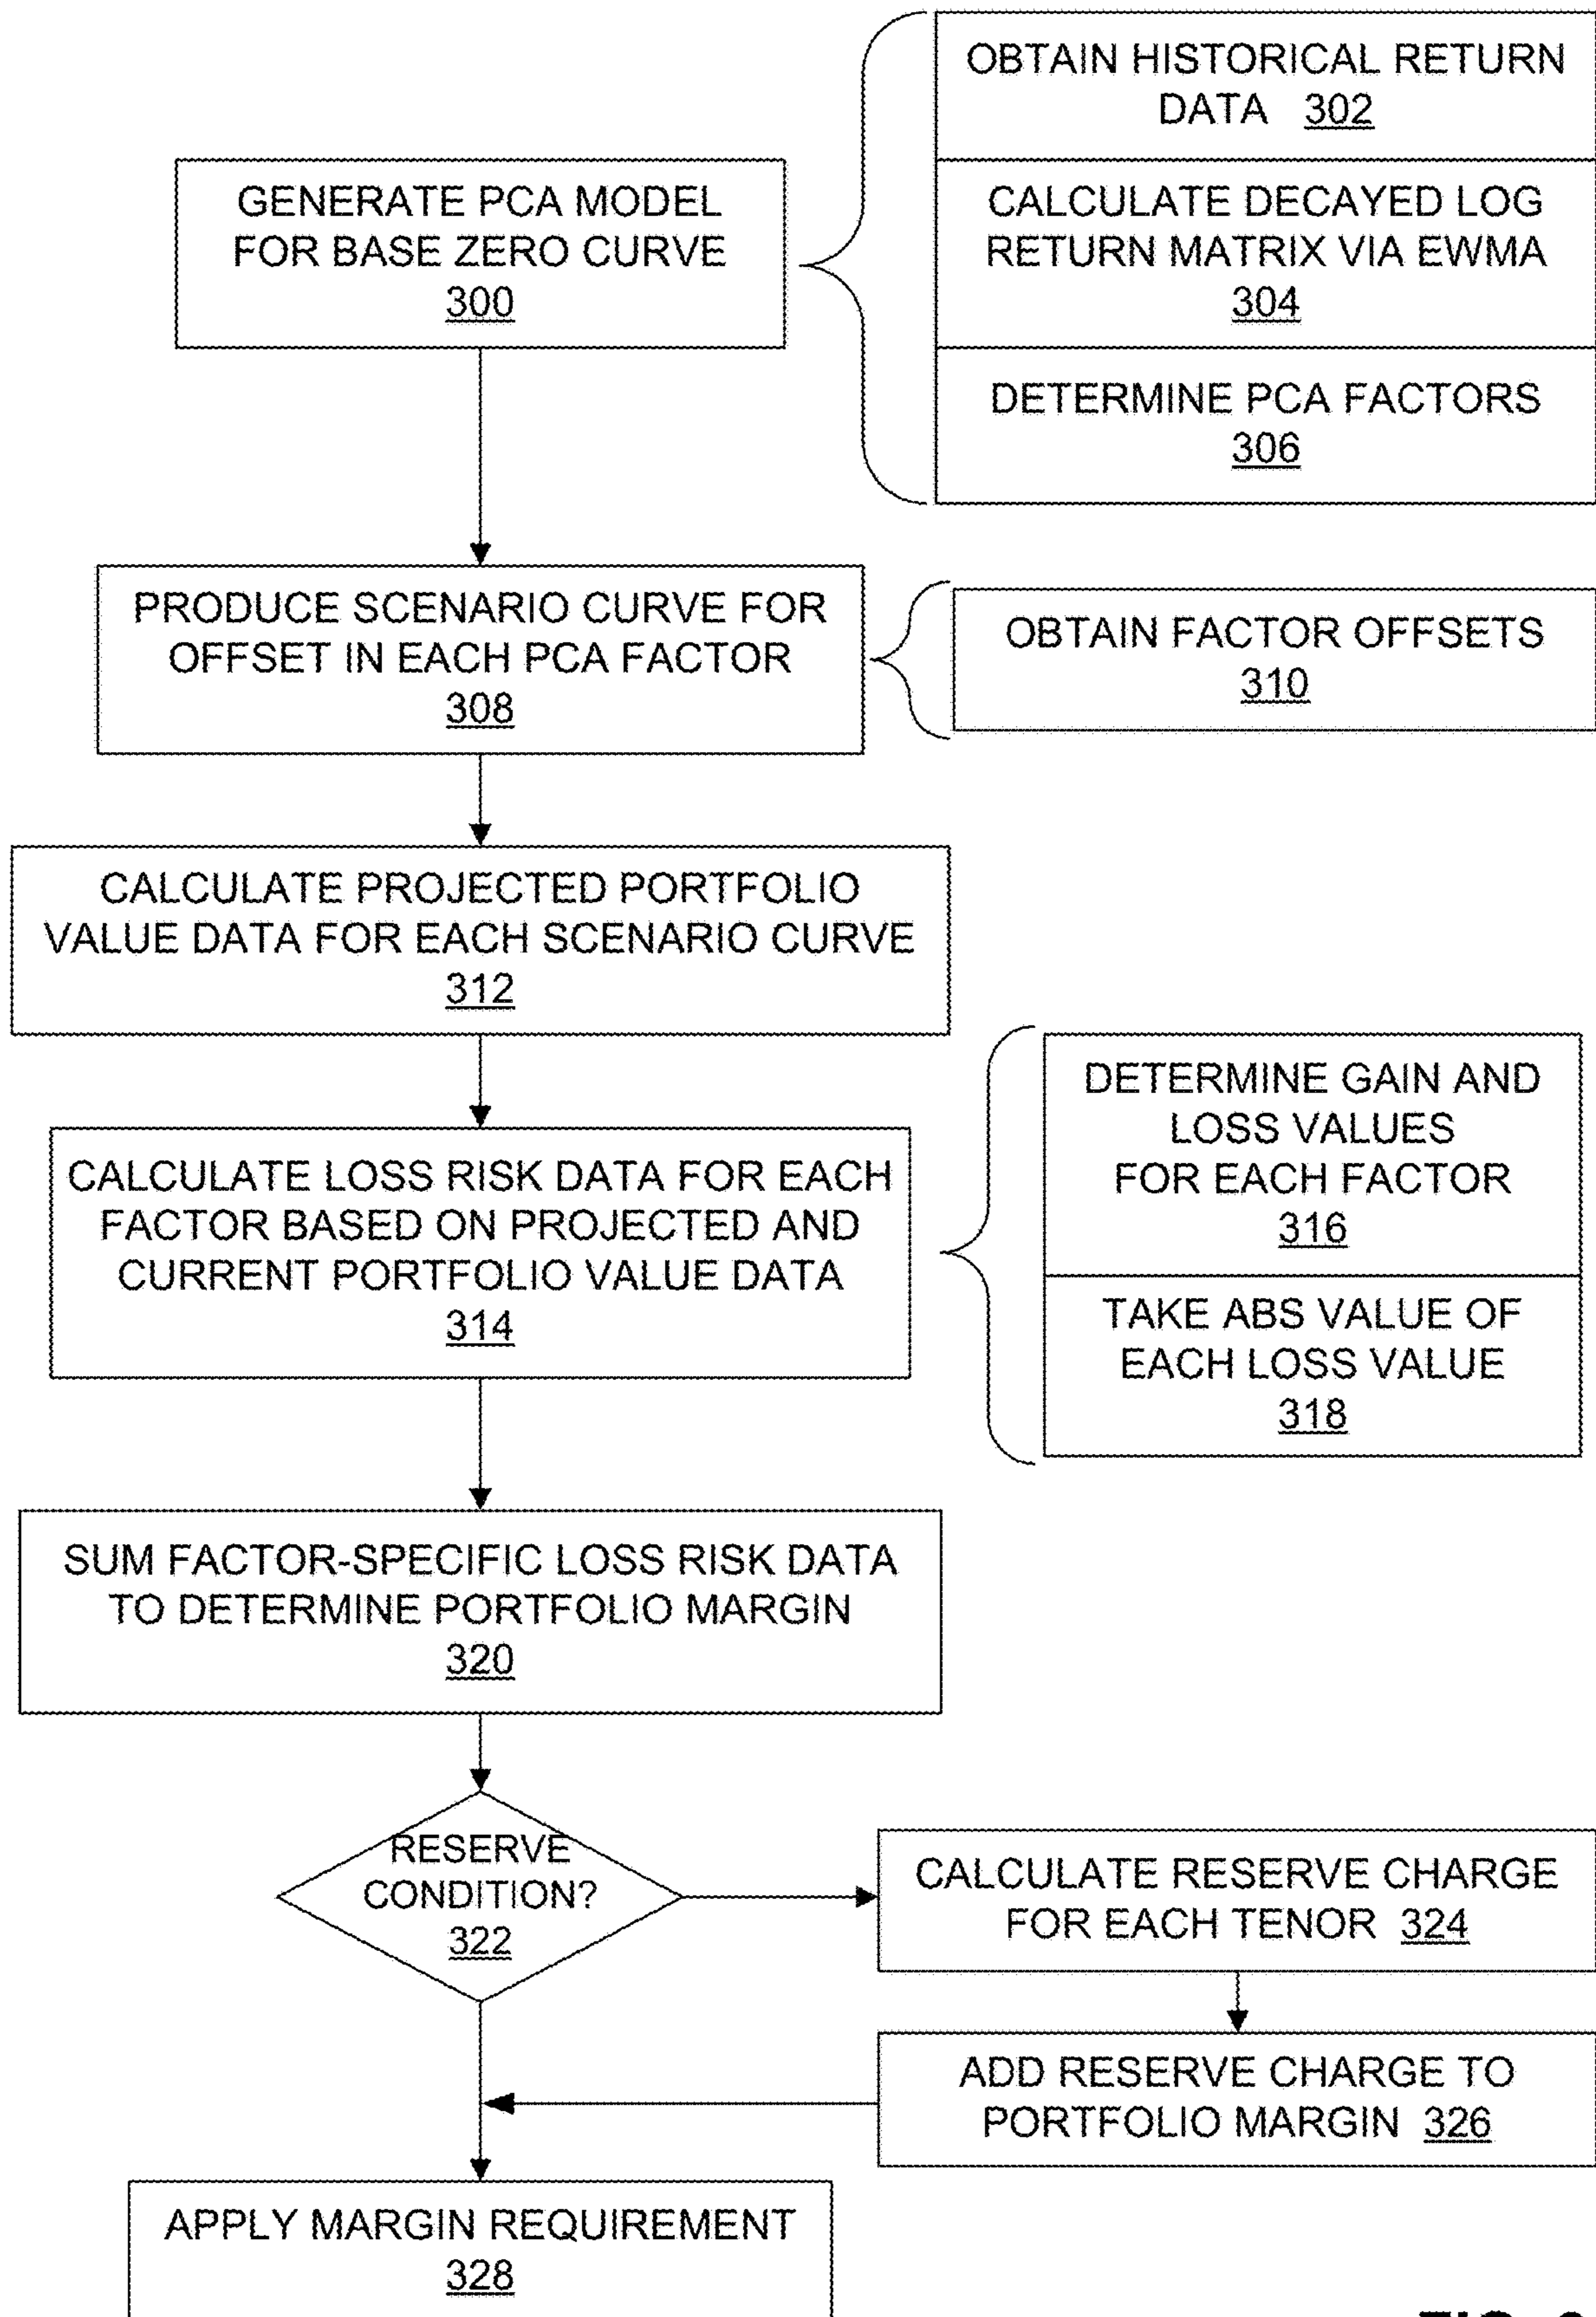 OBTAIN HISTORICAL RETURN
DATA 302
GENERATE PCA MODEL
FOR BASE ZERO CURVE
300
CALCULATE DECAYED LOG
RETURN MATRIX VIA EWMA
304
DETERMINE PCA FACTORS
306
PRODUCE SCENARIO CURVE FOR
OFFSET IN EACH PCA FACTOR
308
OBTAIN FACTOR OFFSETS
310
CALCULATE PROJECTED PORTFOLIO
VALUE DATA FOR EACH SCENARIO CURVE
312
CALCULATE LOSS RISK DATA FOR EACH
FACTOR BASED ON PROJECTED AND
CURRENT PORTFOLIO VALUE DATA
314
DETERMINE GAIN AND
LOSS VALUES
FOR EACH FACTOR
316
TAKE ABS VALUE OF
EACH LOSS VALUE
318
SUM FACTOR-SPECIFIC LOSS RISK DATA
TO DETERMINE PORTFOLIO MARGIN
320
RESERVE
CONDITION?
322
CALCULATE RESERVE CHARGE
FOR EACH TENOR 324
ADD RESERVE CHARGE TO
PORTFOLIO MARGIN 326
APPLY MARGIN REQUIREMENT
328